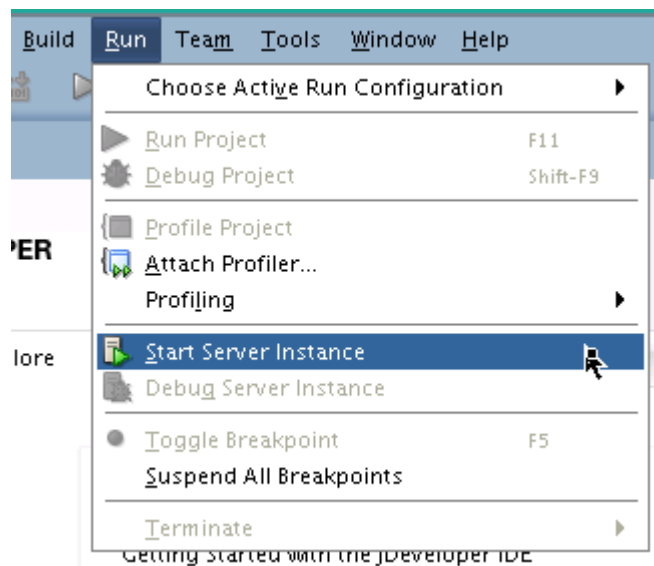 Build Run Team Tools Window Help
Choose Active Run Configuration
Run Project F11
Debug Project Shift-F9
Profile Project
PER
Attach Profiler...
Profiling
lore
Start Server Instance
Debug Server Instance
Toggle Breakpoint F5
Suspend All Breakpoints
Terminate
Getting Started with the JDeveloper IDE